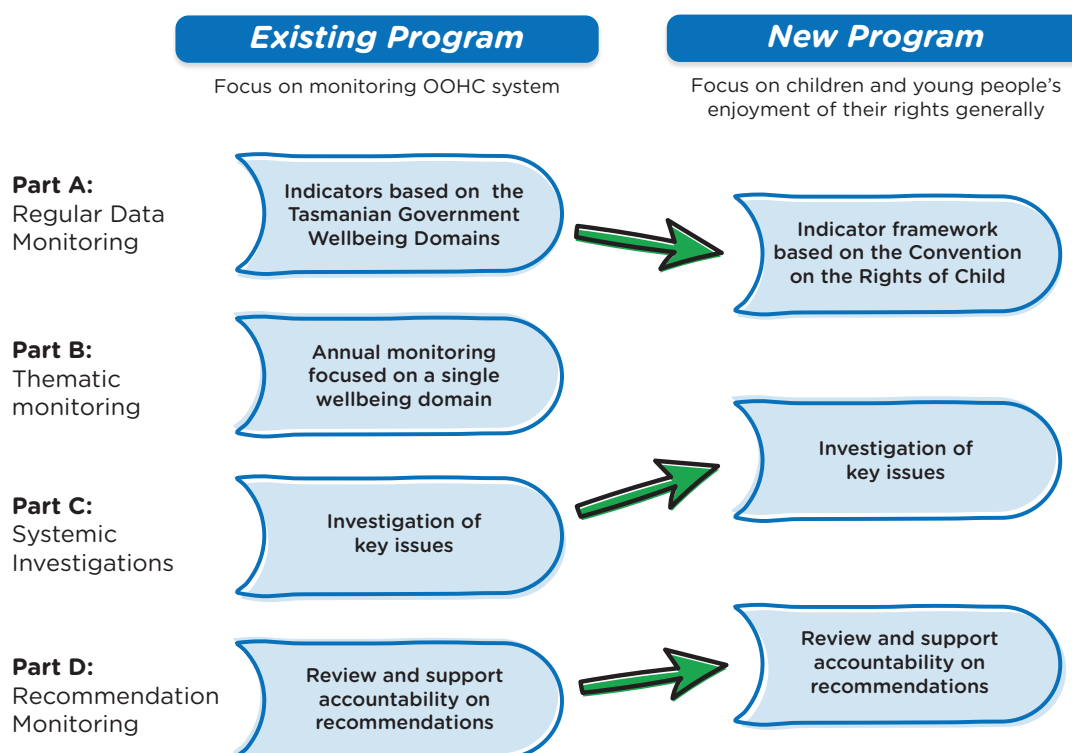 Existing Program
New Program
Focus on monitoring OOHC system
Focus on children and young people's
enjoyment of their rights generally
Part A:
Regular Data
Monitoring
Indicators based on the
Tasmanian Government
Wellbeing Domains
Indicator framework
based on the Convention
on the Rights of Child
Part B:
Thematic
monitoring
Annual monitoring
focused on a single
wellbeing domain
Part C:
Systemic
Investigations
Investigation of
key issues
Investigation of
key issues
Part D:
Recommendation
Monitoring
Review and support
accountability on
recommendations
Review and support
accountability on
recommendations